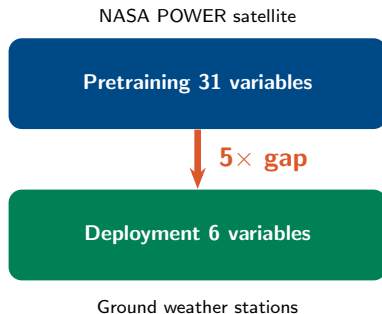 NASA POWER satellite
Pretraining 31 variables
5× gap
Deployment 6 variables
Ground weather stations